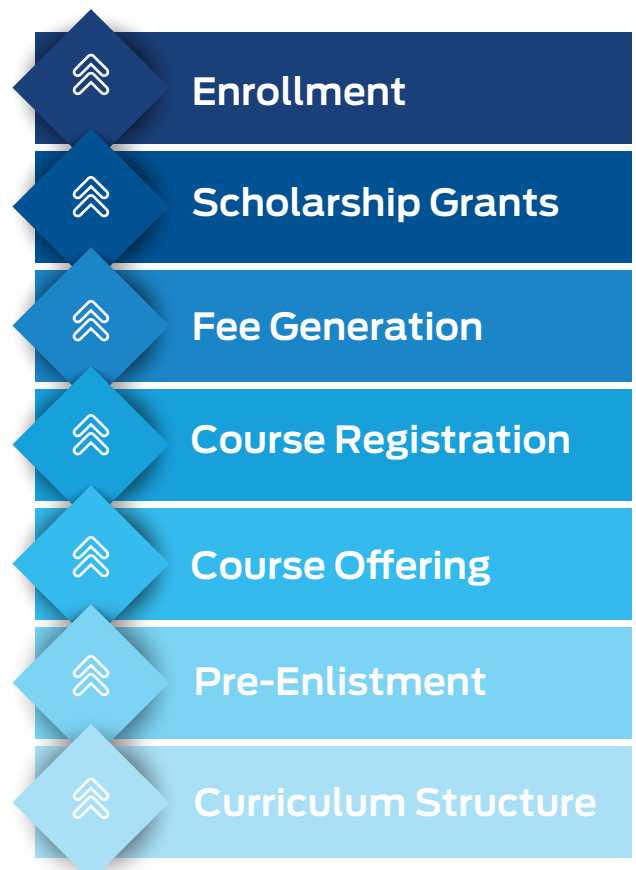 Enrollment
Scholarship Grants
Fee Generation
Course Registration
Course Offering
Pre-Enlistment
Curriculum Structure